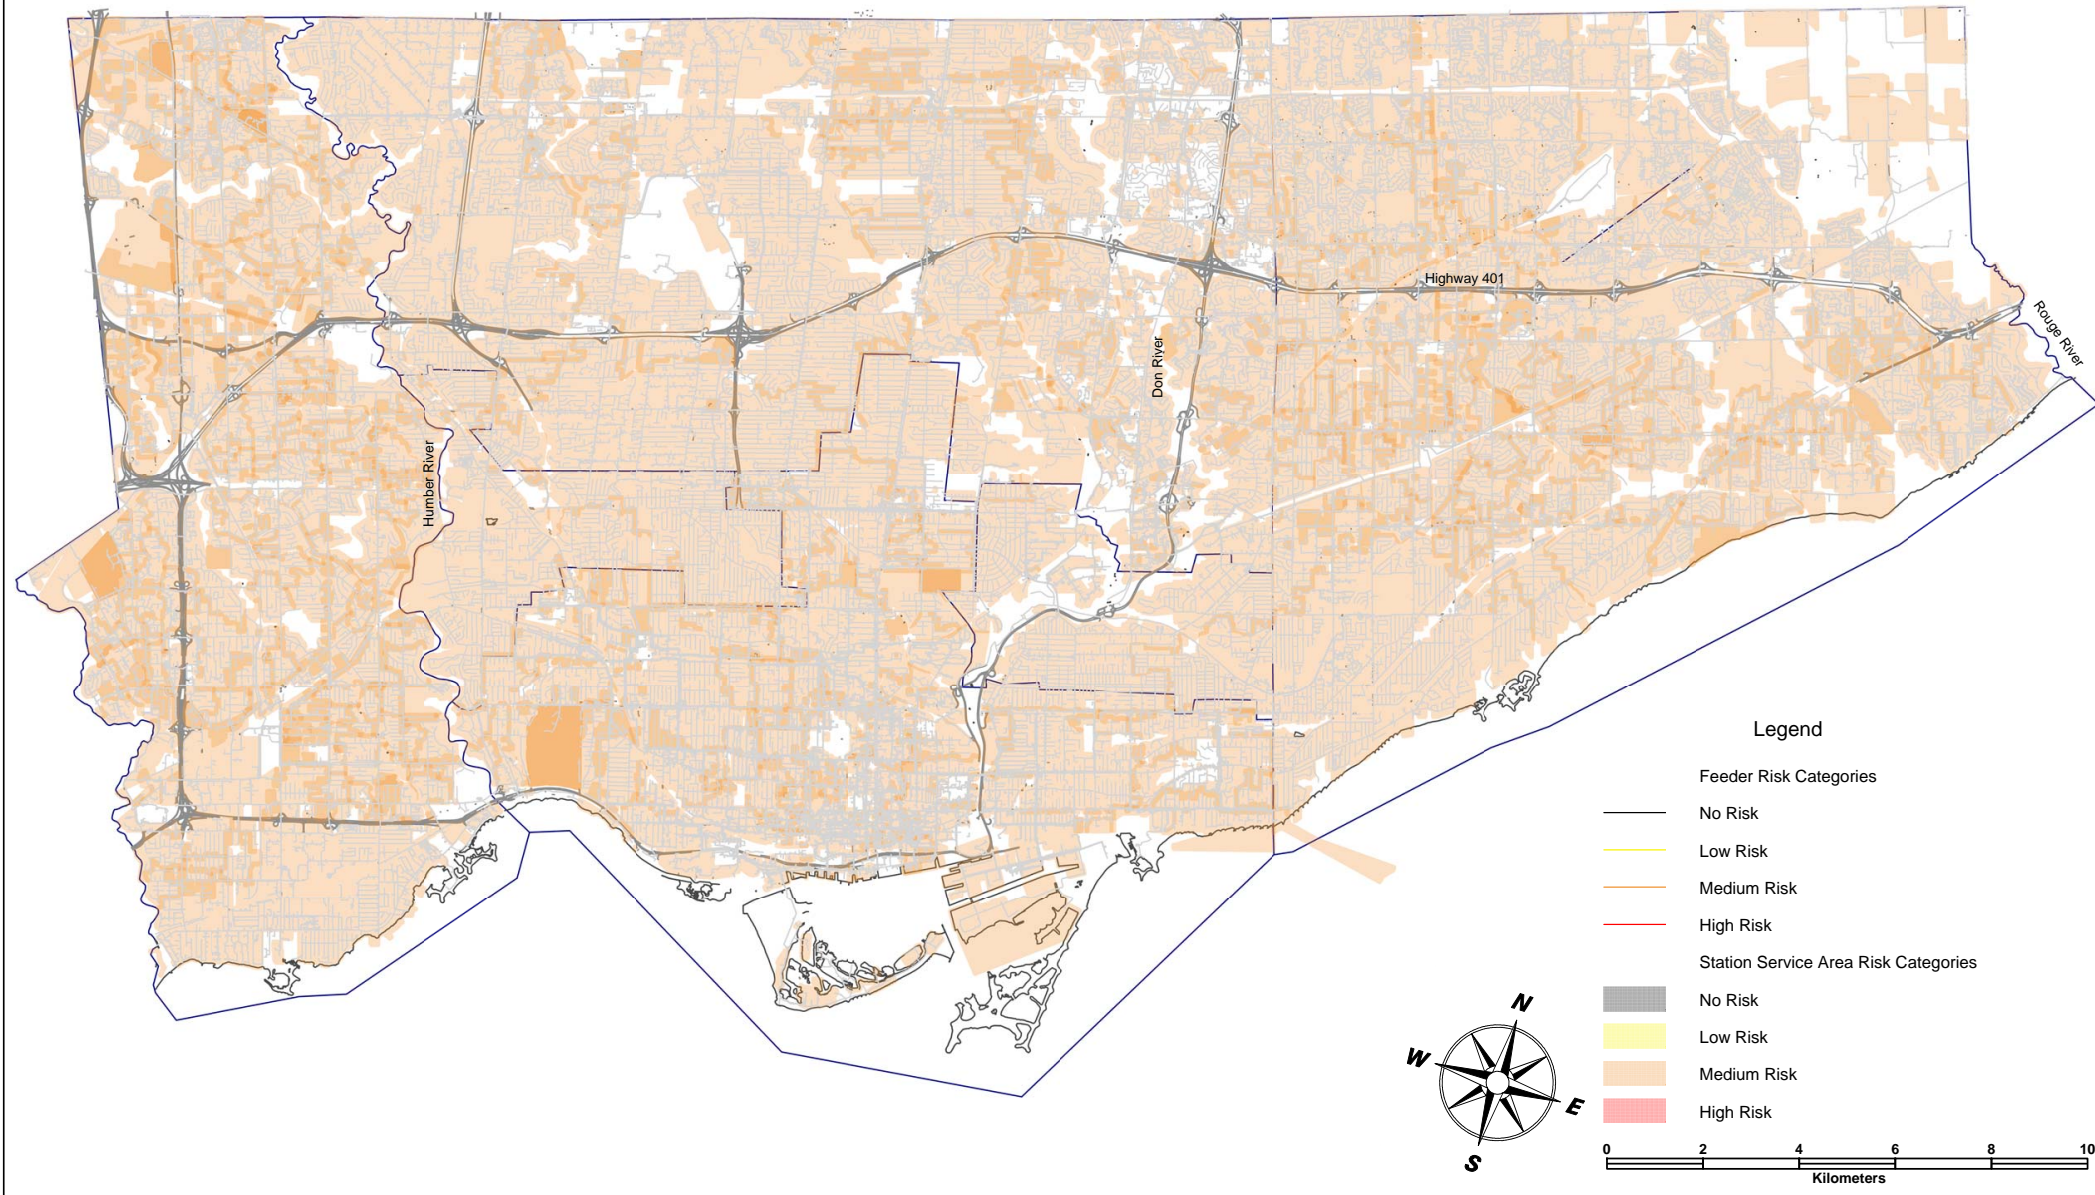 Highway 401
Rouge River
Don River
Humber River
Legend
Feeder Risk Categories
No Risk
Low Risk
Medium Risk
High Risk
Station Service Area Risk Categories
No Risk
Low Risk
Medium Risk
High Risk
N
W
E
S
0 2 4 6 8 10
Kilometers